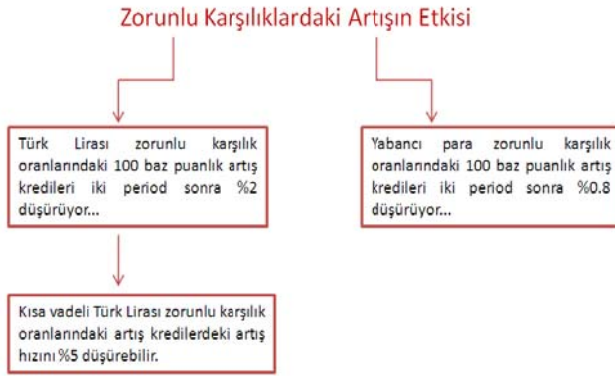 Zorunlu Karşılıklardaki Artışın Etkisi
Türk Lirası zorunlu karşılık
oranlarındaki 100 baz puanlık artış
kredileri iki period sonra %2
düşürüyor...
Yabancı para zorunlu karşılık
oranlarındaki 100 baz puanlık artış
kredileri iki period sonra %0.8
düşürüyor...
Kısa vadeli Türk Lirası zorunlu karşılık
oranlarındaki artış kredilerdeki artış
hızını %5 düşürebilir.